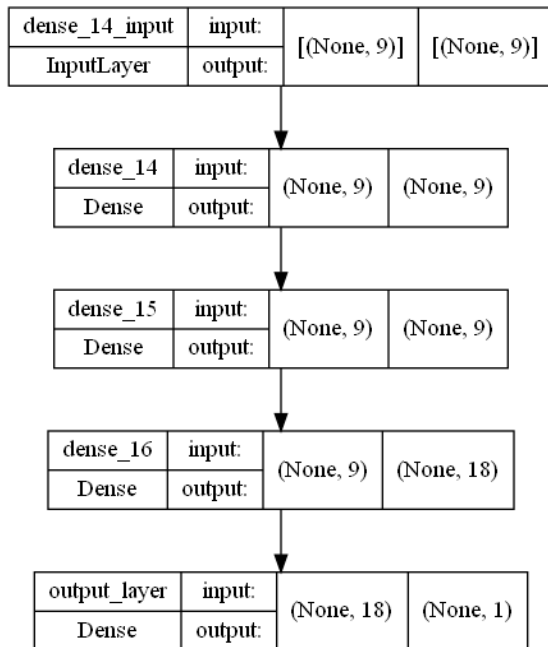 dense_14_input input: [(None, 9)] [(None, 9)]
InputLayer output:
dense_14 input: (None, 9) (None, 9)
Dense output:
dense_15 input: (None, 9) (None, 9)
Dense output:
dense_16 input: (None, 9) (None, 18)
Dense output:
output_layer input: (None, 18) (None, 1)
Dense output: